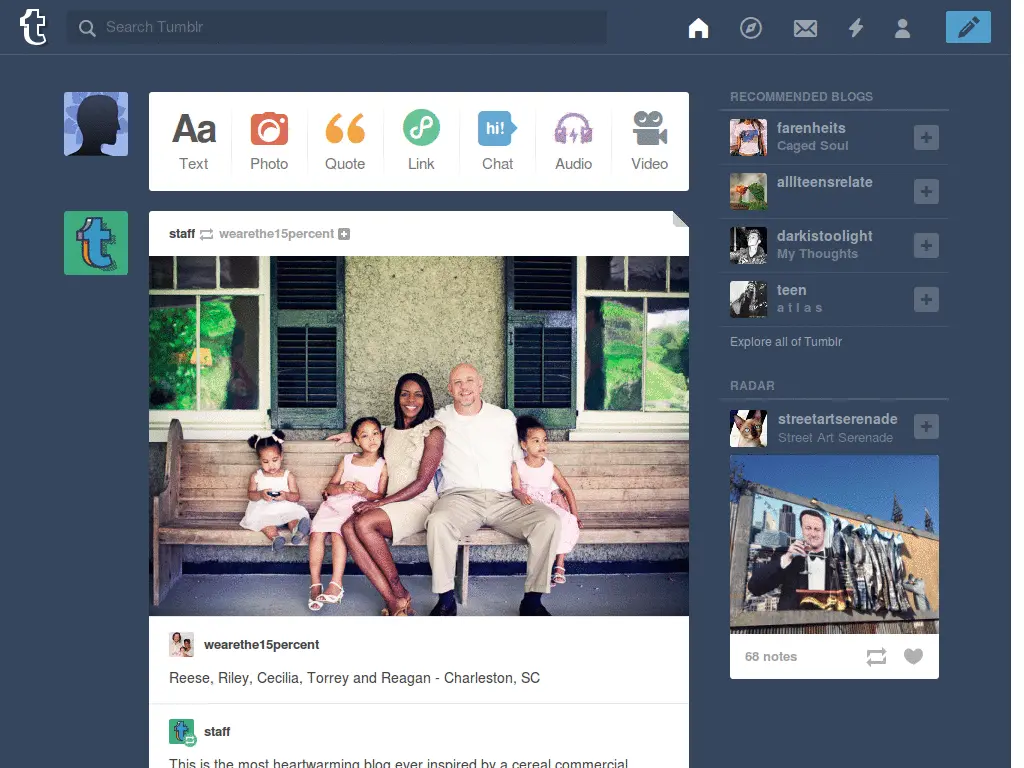 Search Tumblr
Aa
hi!
Text
Photo
Quote
Link
Chat
Audio
Video
staff wearethe15percent
wearethe15percent
Reese, Riley, Cecilia, Torrey and Reagan - Charleston, SC
staff
This is the most heartwarming blog ever inspired by a cereal commercial
RECOMMENDED BLOGS
farenheits
Caged Soul
alllteensrelate
darkistoolight
My Thoughts
teen
a t l a s
Explore all of Tumblr
RADAR
streetartserenade
Street Art Serenade
68 notes